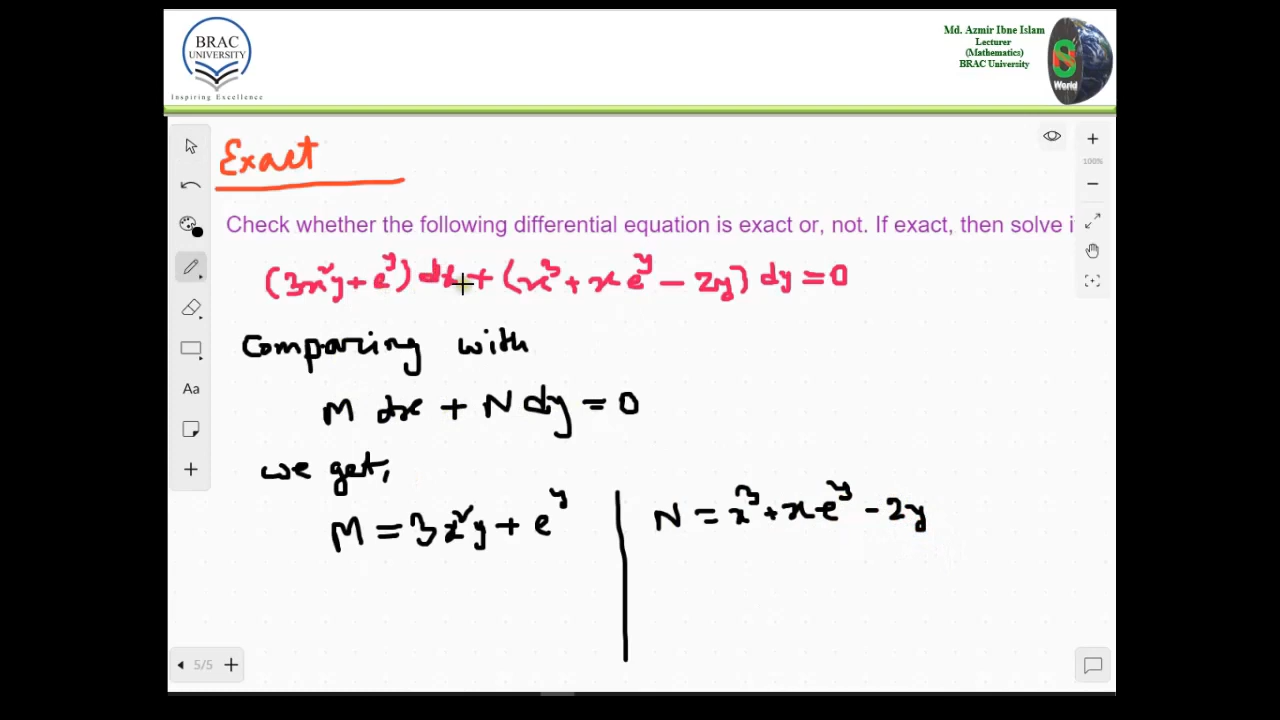 BRAC
UNIVERSITY
Inspiring Excellence
Md. Azmir Ibne Islam
Lecturer
(Mathematics)
BRAC University
S
World
Exact
100%
Check whether the following differential equation is exact or, not. If exact, then solve i
(3x²y + e^y) dx + (x³ + x e^y − 2y) dy = 0
Comparing with
M dx + N dy = 0
Aa
we get,
M = 3x²y + e^y
N = x³ + x e^y − 2y
5/5